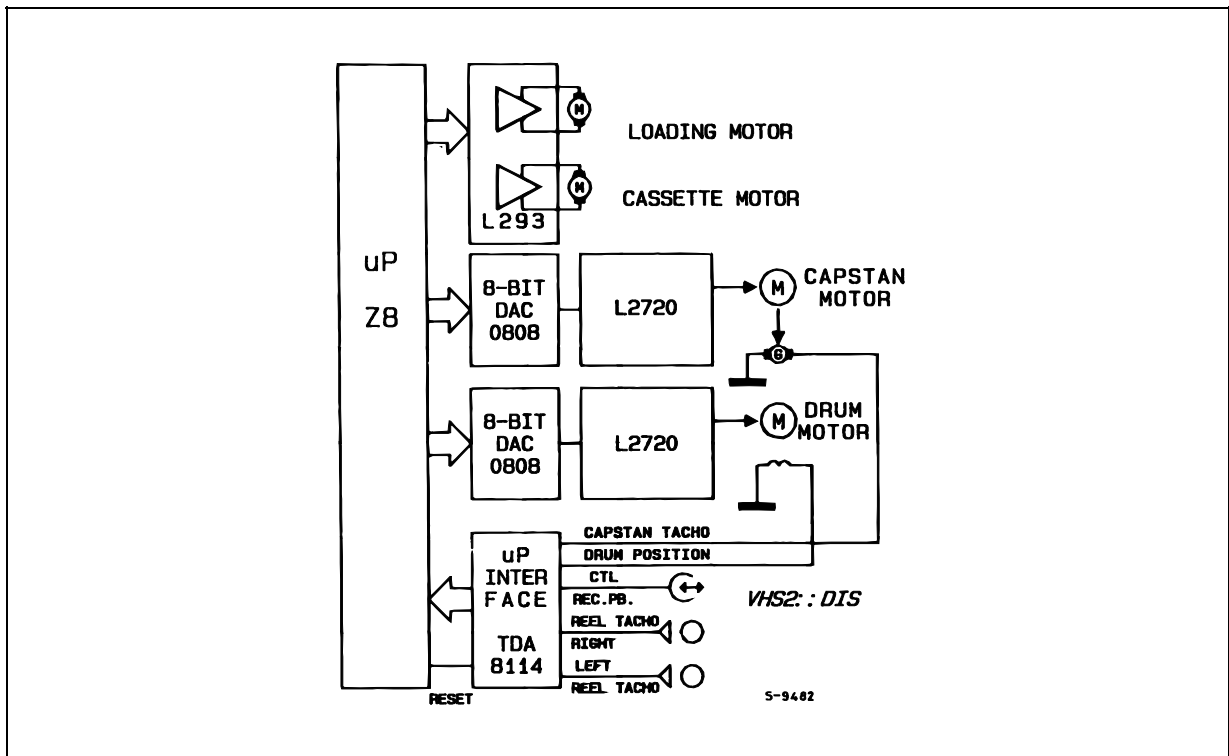 LOADING MOTOR
CASSETTE MOTOR
L293
uP
Z8
8-BIT
DAC
0808
L2720
M
M
M
CAPSTAN
MOTOR
G
8-BIT
DAC
0808
L2720
M
DRUM
MOTOR
uP
INTER
FACE
TDA
8114
CAPSTAN TACHO
DRUM POSITION
CTL
REC.PB.
REEL TACHO
RIGHT
LEFT
REEL TACHO
RESET
VHS2::DIS
S-9482